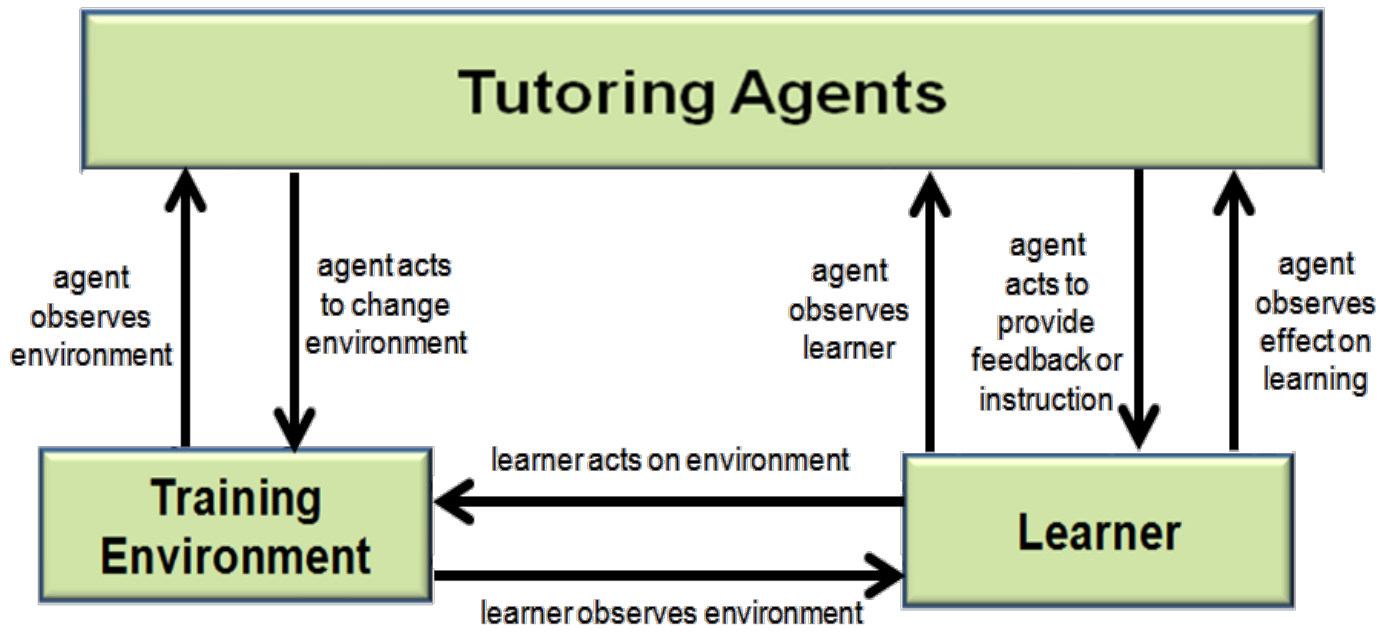 Tutoring Agents
agent
observes
environment
agent acts
to change
environment
agent
observes
learner
agent
acts to
provide
feedback or
instruction
agent
observes
effect on
learning
learner acts on environment
Training
Environment
Learner
learner observes environment